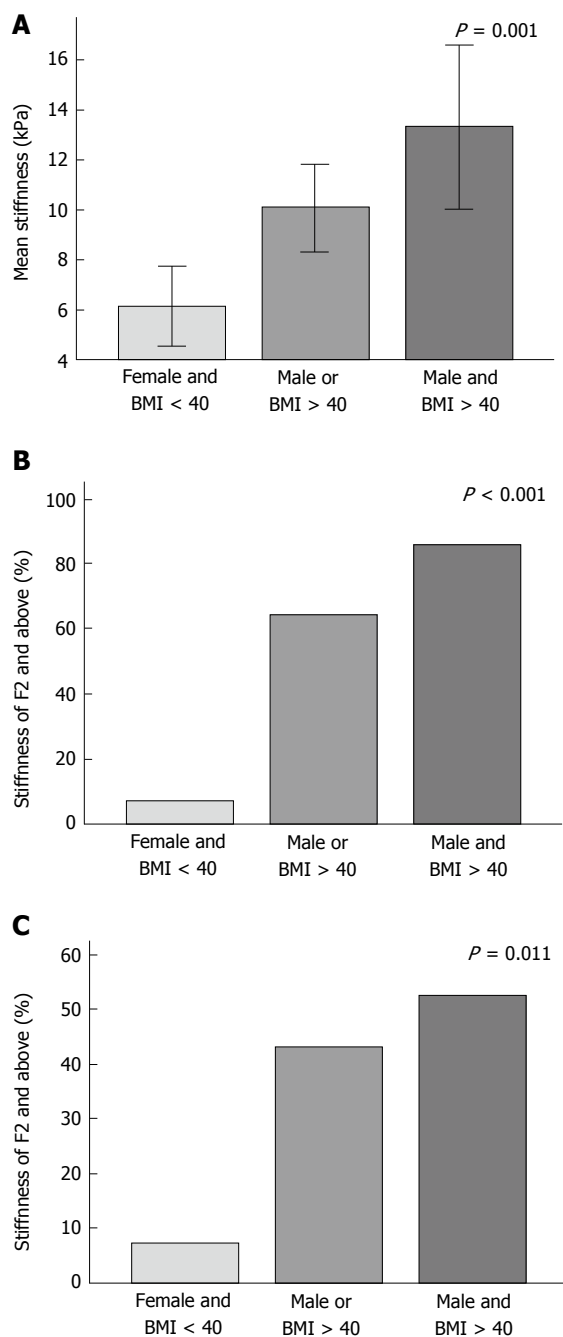 A
P = 0.001
Mean stiffnness (kPa)
16
14
12
10
8
6
4
Female and
BMI < 40
Male or
BMI > 40
Male and
BMI > 40
B
P < 0.001
Stiffnness of F2 and above (%)
100
80
60
40
20
0
Female and
BMI < 40
Male or
BMI > 40
Male and
BMI > 40
C
P = 0.011
Stiffnness of F2 and above (%)
60
50
40
30
20
10
0
Female and
BMI < 40
Male or
BMI > 40
Male and
BMI > 40